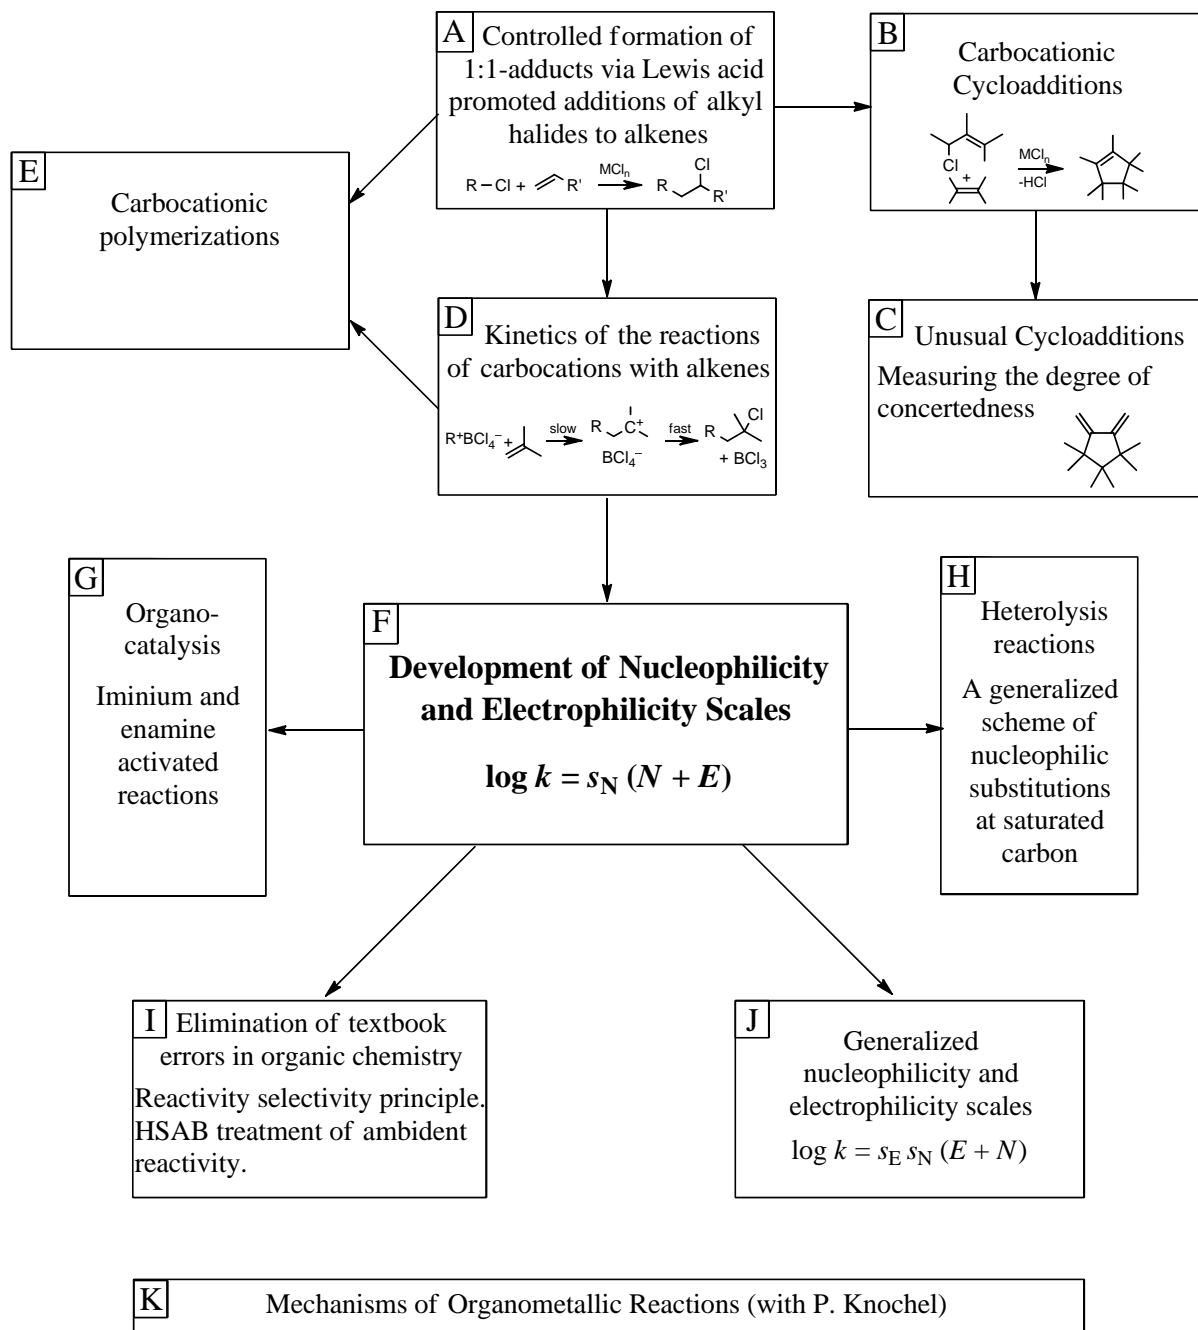 A
Controlled formation of
1:1-adducts via Lewis acid
promoted additions of alkyl
halides to alkenes
R–Cl + R' MClₙ Cl R R'
B
Carbocationic
Cycloadditions
Cl
+
MClₙ
-HCl
E
Carbocationic
polymerizations
D
Kinetics of the reactions
of carbocations with alkenes
R⁺BCl₄⁻ + slow R C⁺ fast R Cl
BCl₄⁻ + BCl₃
C
Unusual Cycloadditions
Measuring the degree of
concertedness
G
Organo-
catalysis
Iminium and
enamine
activated
reactions
F
Development of Nucleophilicity
and Electrophilicity Scales
log k = s_N (N + E)
H
Heterolysis
reactions
A generalized
scheme of
nucleophilic
substitutions
at saturated
carbon
I
Elimination of textbook
errors in organic chemistry
Reactivity selectivity principle.
HSAB treatment of ambident
reactivity.
J
Generalized
nucleophilicity and
electrophilicity scales
log k = s_E s_N (E + N)
K
Mechanisms of Organometallic Reactions (with P. Knochel)